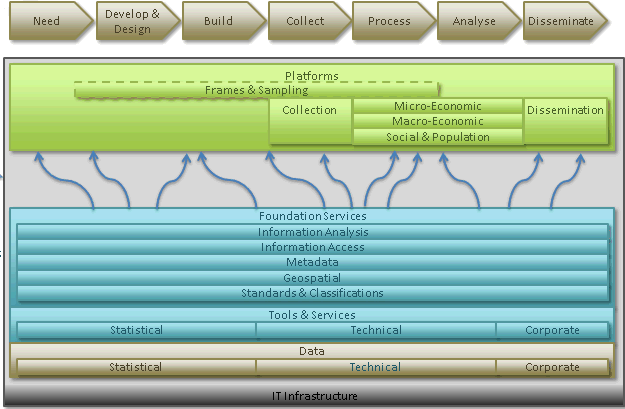 Need
Develop &
Design
Build
Collect
Process
Analyse
Disseminate
Platforms
Frames & Sampling
Collection
Micro-Economic
Macro-Economic
Social & Population
Dissemination
Foundation Services
Information Analysis
Information Access
Metadata
Geospatial
Standards & Classifications
Tools & Services
Statistical
Technical
Corporate
Data
Statistical
Technical
Corporate
IT Infrastructure